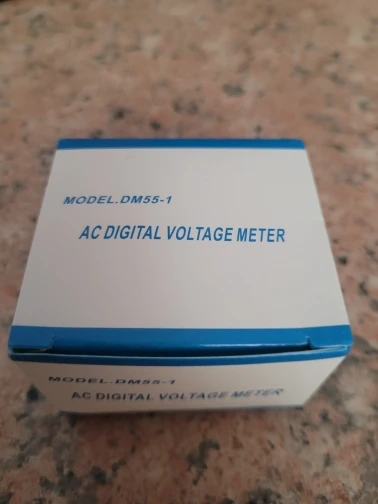 MODEL.DM55-1
AC DIGITAL VOLTAGE METER
MODEL.DM55-1
AC DIGITAL VOLTAGE METER